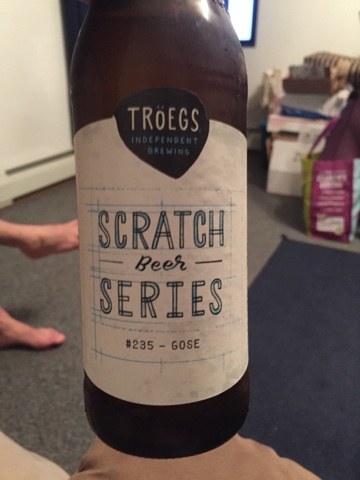 TRöEGS
INDEPENDENT
BREWING
SCRATCH
Beer
SERIES
#235 - GOSE